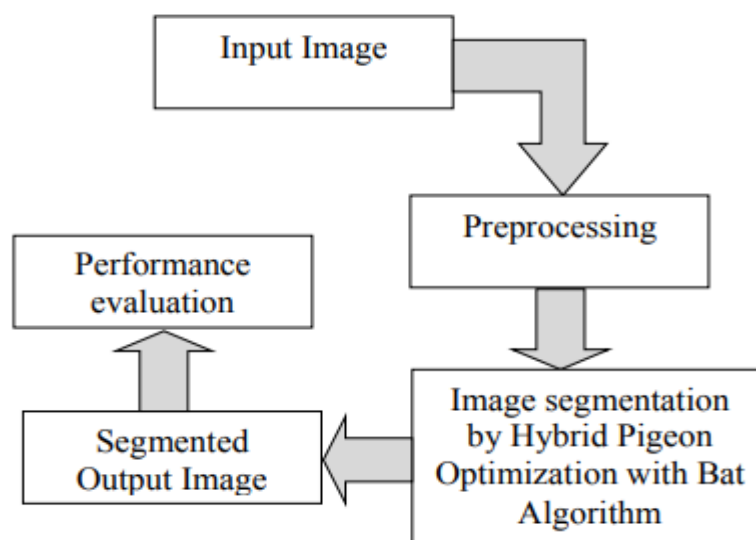 Input Image
Preprocessing
Performance
evaluation
Image segmentation
by Hybrid Pigeon
Optimization with Bat
Algorithm
Segmented
Output Image